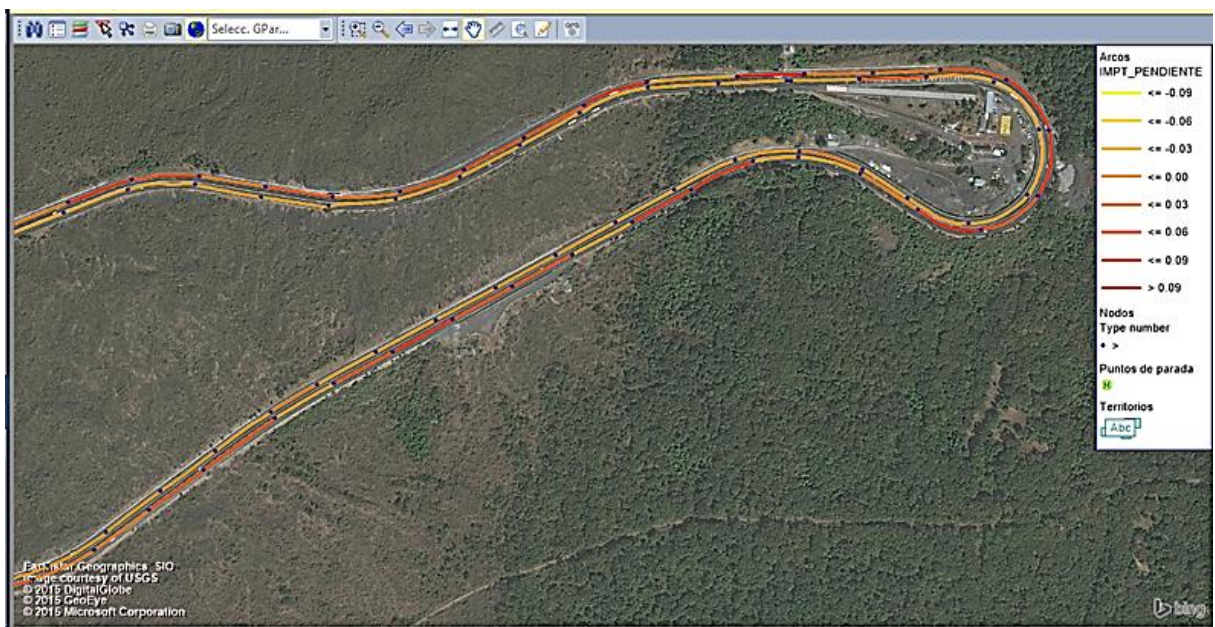 Selecc. GPar...
Arcos
IMPT_PENDIENTE
<= -0.09
<= -0.06
<= -0.03
<= 0.00
<= 0.03
<= 0.06
<= 0.09
> 0.09
Nodos
Type number
>
Puntos de parada
H
Territorios
Abc
Earthstar Geographics SIO
Image courtesy of USGS
© 2015 DigitalGlobe
© 2015 GeoEye
© 2015 Microsoft Corporation
bing